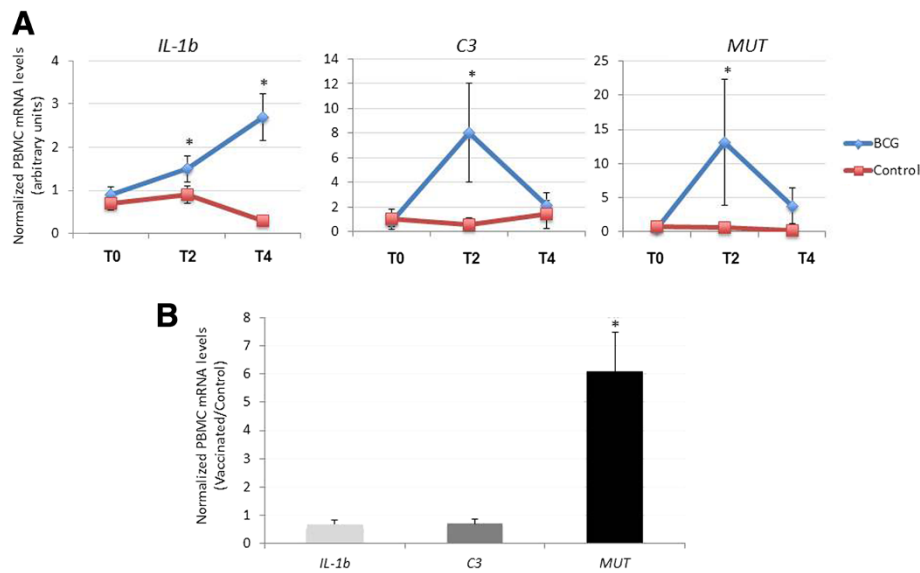 A
IL-1b
C3
MUT
Normalized PBMC mRNA levels
(arbitrary units)
4
3
2
1
0
*
*
T0
T2
T4
14
12
10
8
6
4
2
0
*
T0
T2
T4
25
20
15
10
5
0
*
T0
T2
T4
BCG
Control
B
Normalized PBMC mRNA levels
(Vaccinated/Control)
8
7
6
5
4
3
2
1
0
*
IL-1b
C3
MUT